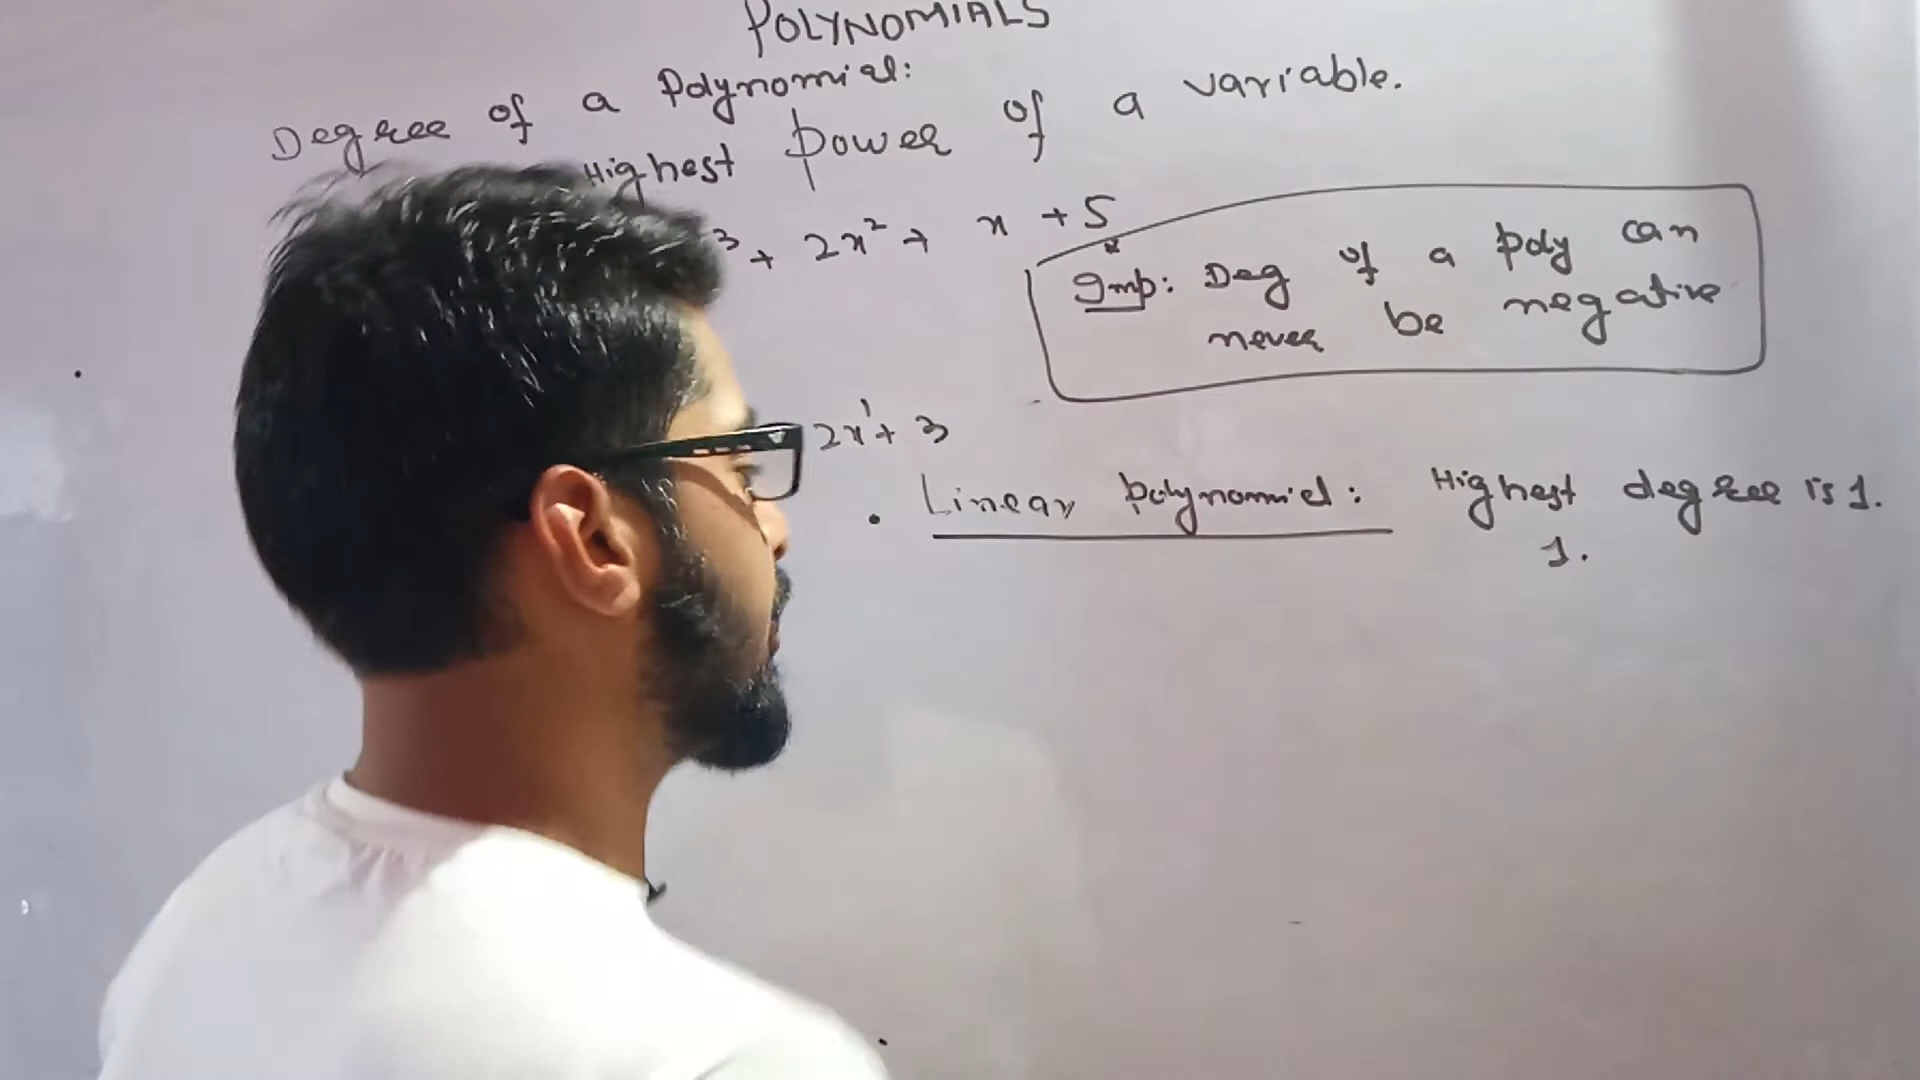 POLYNOMIALS
Degree of a Polynomial:
Highest power of a variable.
³ + 2x² + x + 5
Imp: Deg of a poly can
never be negative
2x¹ + 3
. Linear polynomial: Highest degree is 1.
1.